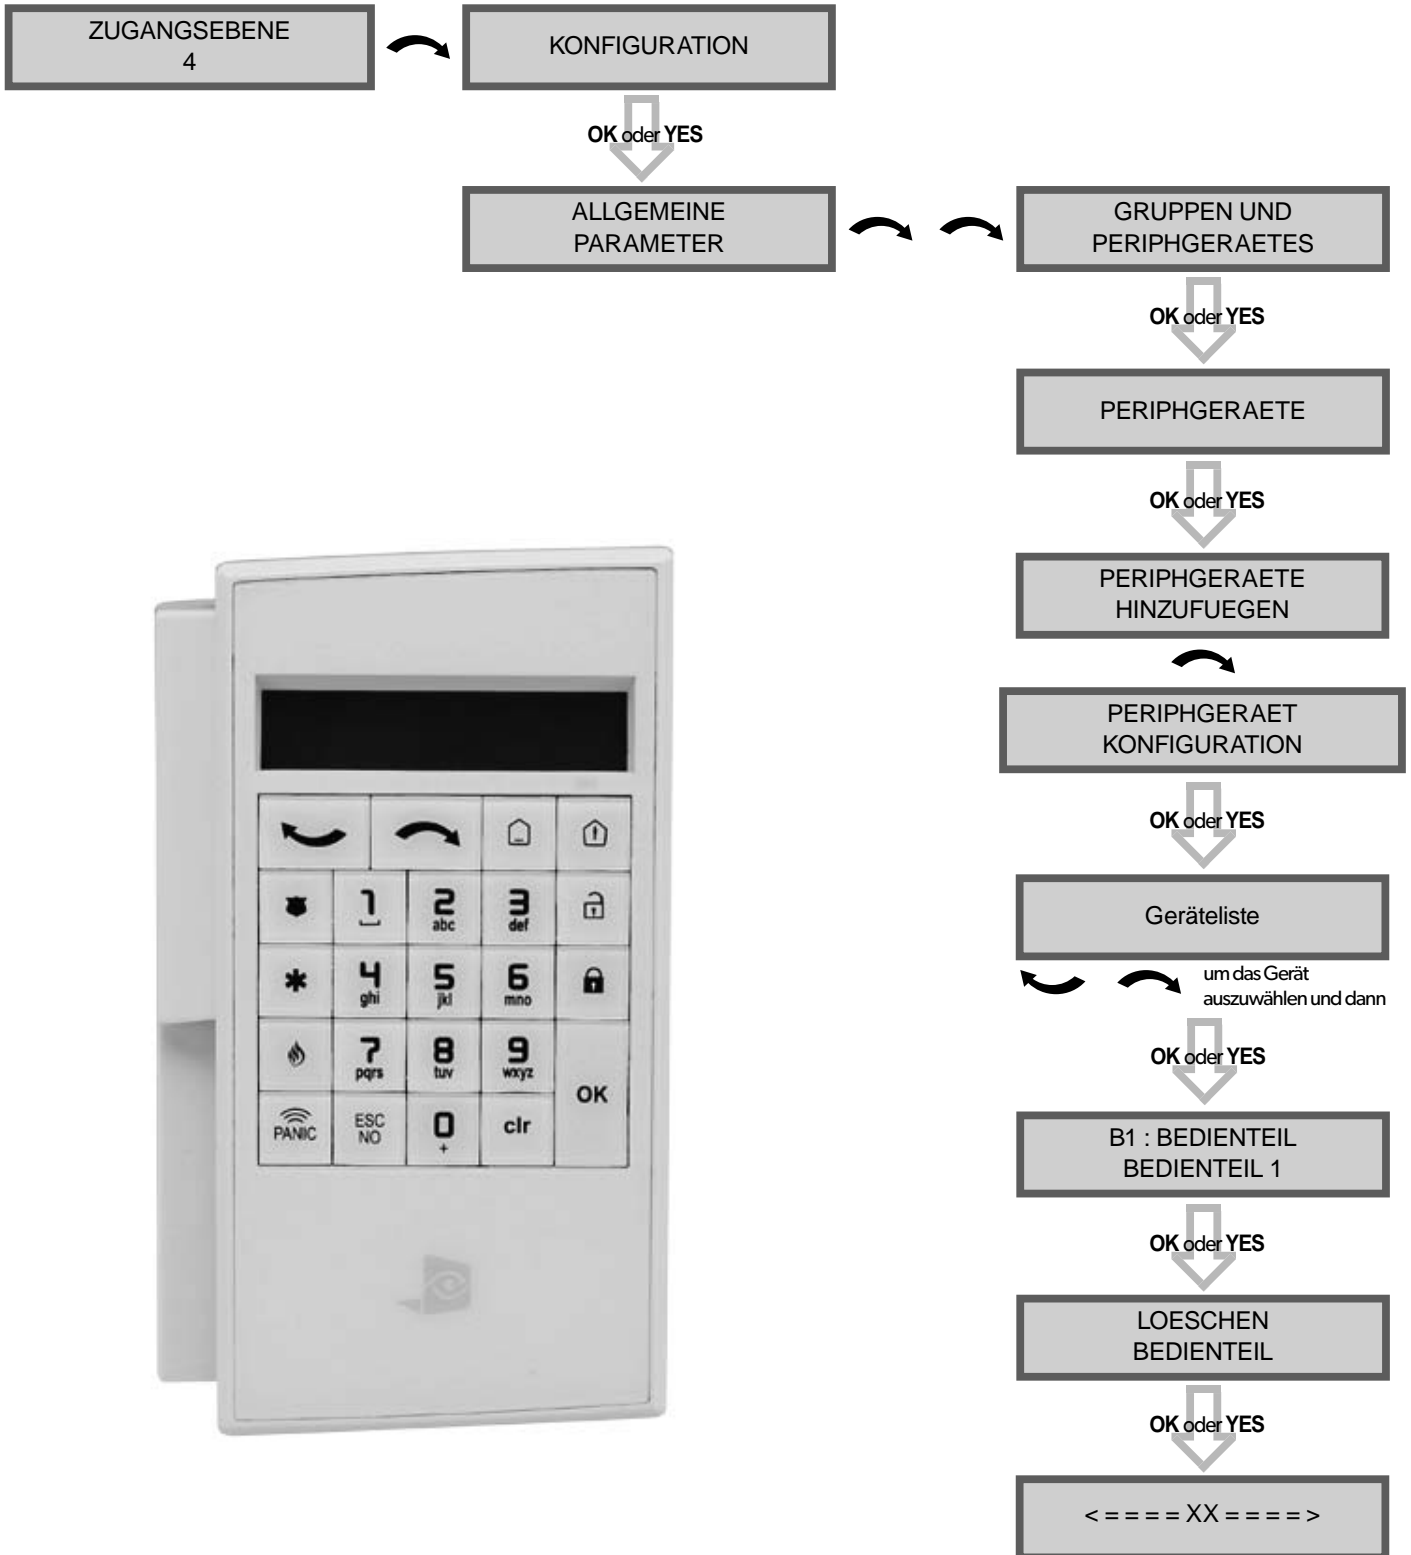 ZUGANGSEBENE
4
KONFIGURATION
OK oder YES
ALLGEMEINE
PARAMETER
GRUPPEN UND
PERIPHGERAETES
OK oder YES
PERIPHGERAETE
OK oder YES
PERIPHGERAETE
HINZUFUEGEN
PERIPHGERAET
KONFIGURATION
OK oder YES
Geräteliste
um das Gerät
auszuwählen und dann
OK oder YES
B1 : BEDIENTEIL
BEDIENTEIL 1
OK oder YES
LOESCHEN
BEDIENTEIL
OK oder YES
< = = = = XX = = = = >
1 2 3
abc def
4 5 6
ghi jkl mno
7 8 9
pqrs tuv wxyz
OK
PANIC ESC 0 clr
NO +